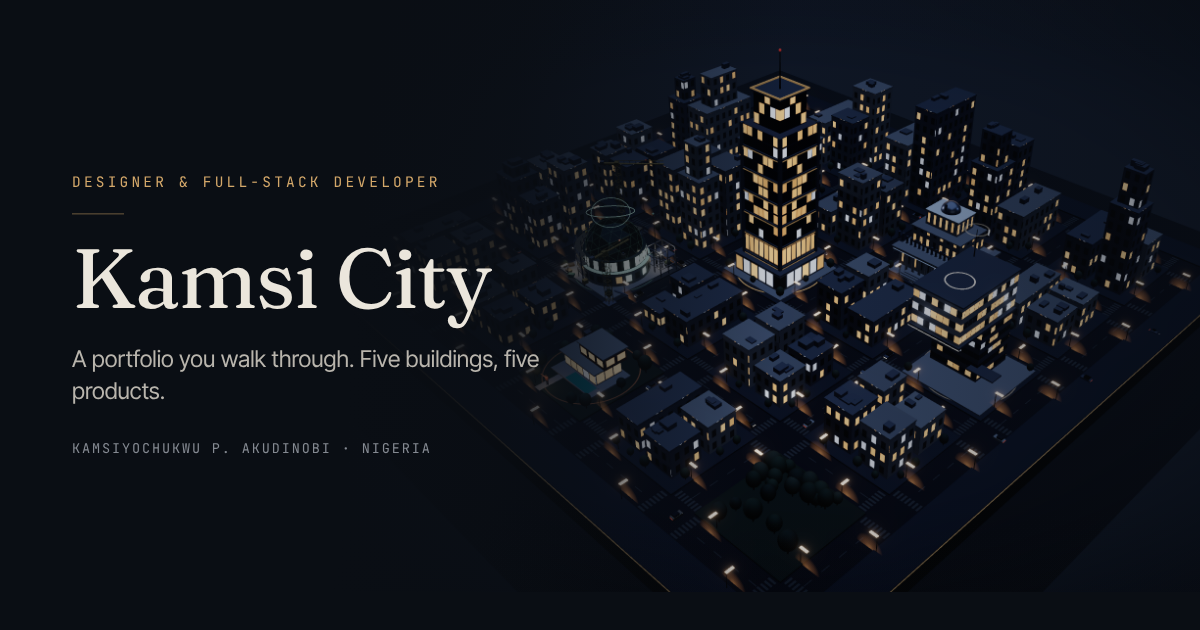 DESIGNER & FULL-STACK DEVELOPER
Kamsi City
A portfolio you walk through. Five buildings, five
products.
KAMSIYOCHUKWU P. AKUDINOBI · NIGERIA